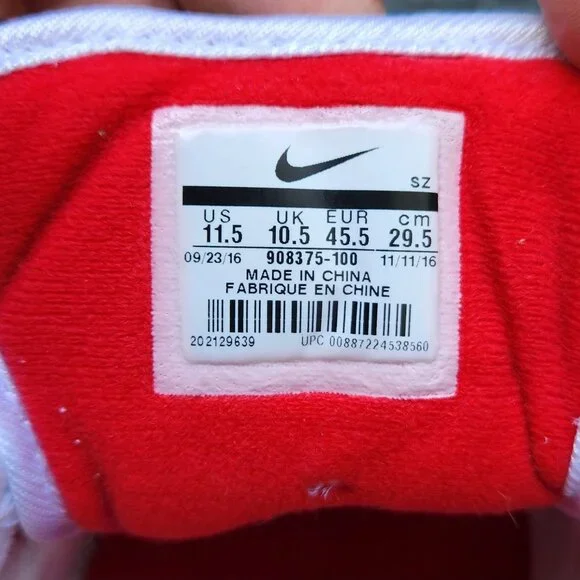 SZ
US UK EUR cm
11.5 10.5 45.5 29.5
09/23/16 908375-100 11/11/16
MADE IN CHINA
FABRIQUE EN CHINE
202129639 UPC 00887224538560